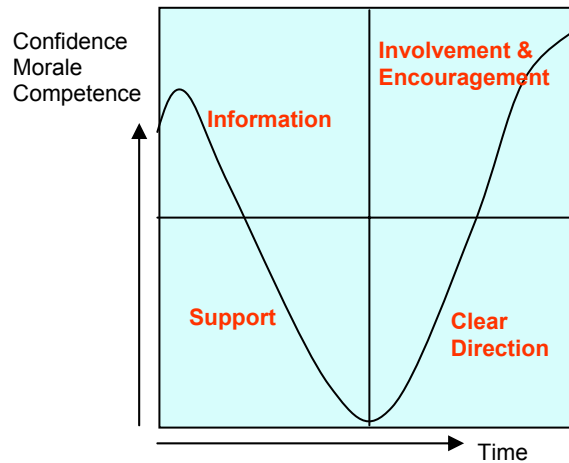 Confidence
Morale
Competence
Involvement &
Encouragement
Information
Support
Clear
Direction
Time